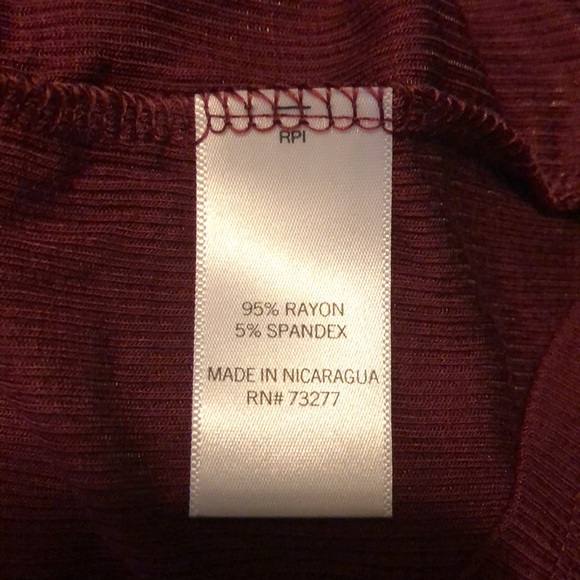 RPI
95% RAYON
5% SPANDEX
MADE IN NICARAGUA
RN# 73277